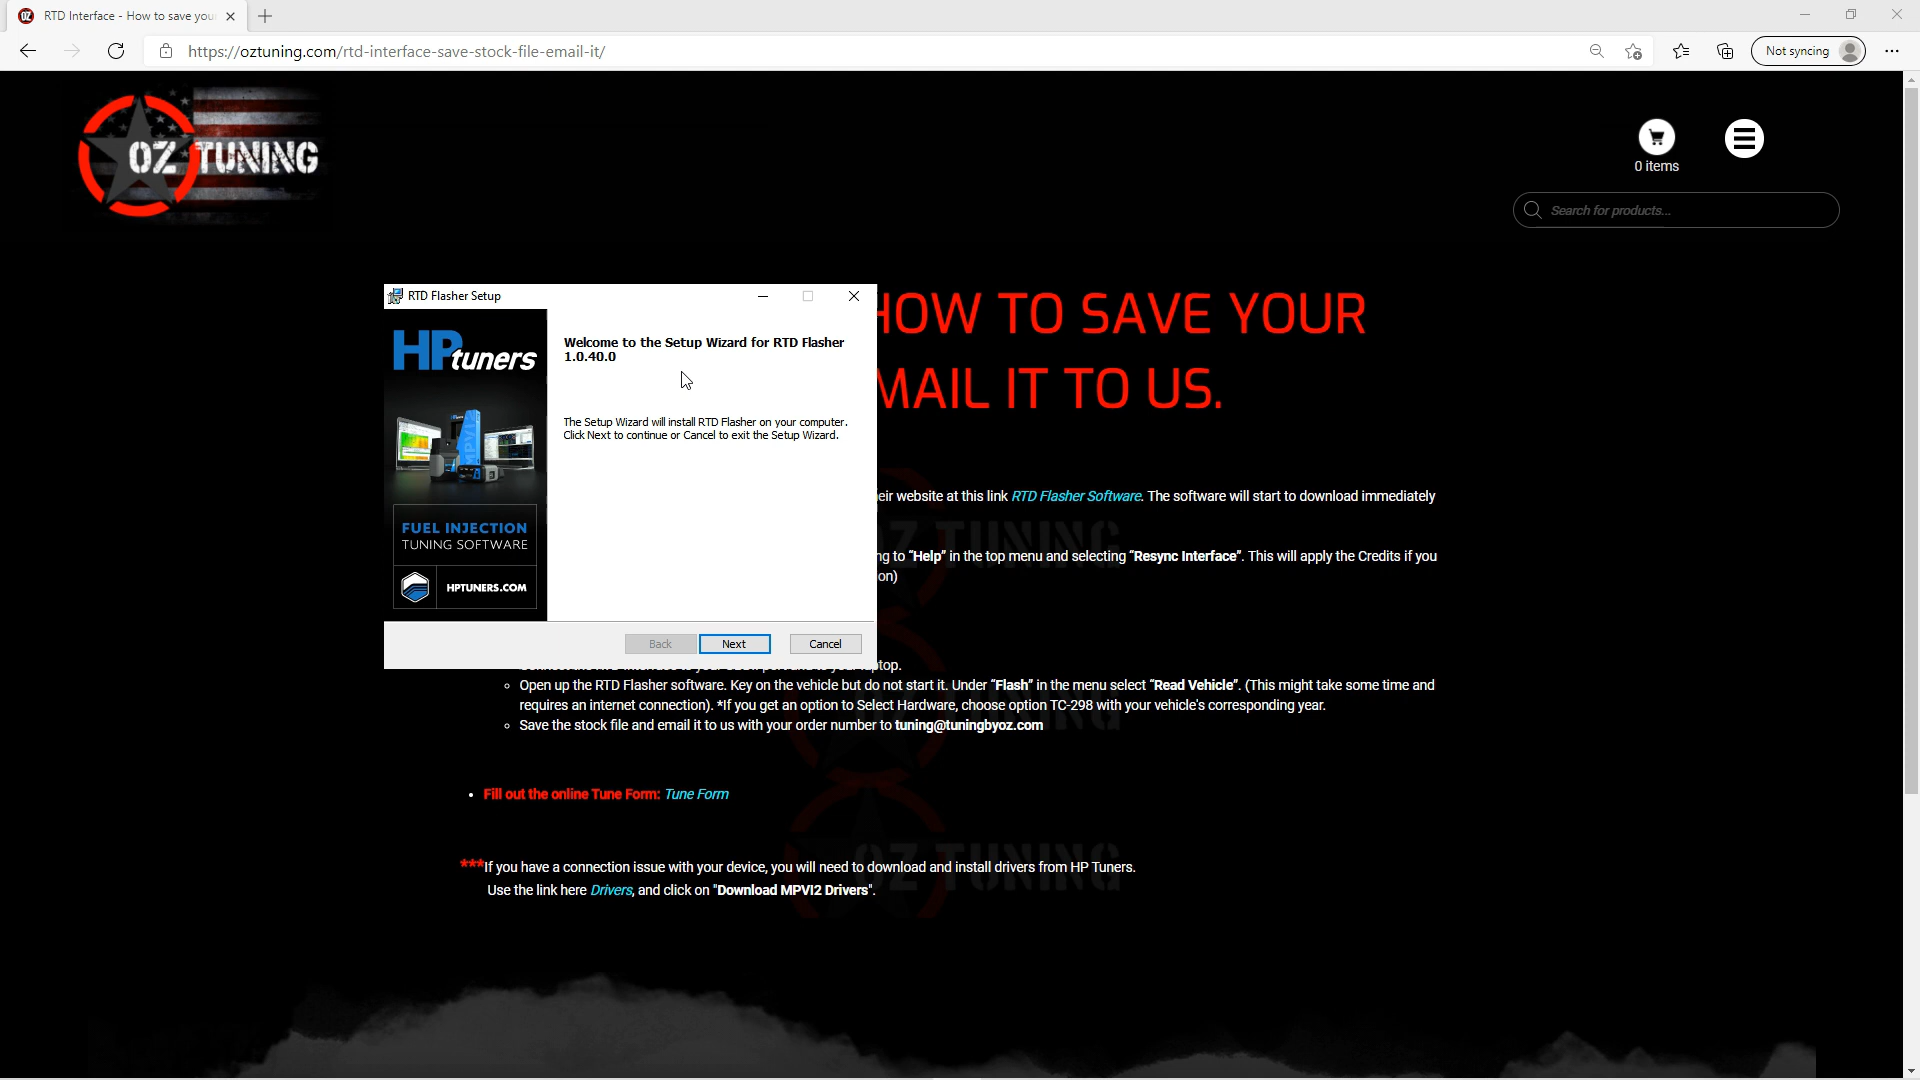 RTD Interface - How to save your
https://oztuning.com/rtd-interface-save-stock-file-email-it/
Not syncing
OZ TUNING
0 items
Search for products...
HOW TO SAVE YOUR
MAIL IT TO US.
RTD Flasher Setup
HP tuners
Welcome to the Setup Wizard for RTD Flasher
1.0.40.0
The Setup Wizard will install RTD Flasher on your computer.
Click Next to continue or Cancel to exit the Setup Wizard.
MPVI2
FUEL INJECTION
TUNING SOFTWARE
HPTUNERS.COM
Back
Next
Cancel
eir website at this link RTD Flasher Software. The software will start to download immediately
ng to “Help” in the top menu and selecting “Resync Interface”. This will apply the Credits if you
on)
Open up the RTD Flasher software. Key on the vehicle but do not start it. Under “Flash” in the menu select “Read Vehicle”. (This might take some time and
requires an internet connection). *If you get an option to Select Hardware, choose option TC-298 with your vehicle's corresponding year.
Save the stock file and email it to us with your order number to tuning@tuningbyoz.com
Fill out the online Tune Form: Tune Form
***If you have a connection issue with your device, you will need to download and install drivers from HP Tuners.
Use the link here Drivers, and click on "Download MPVI2 Drivers".
OZ TUNING